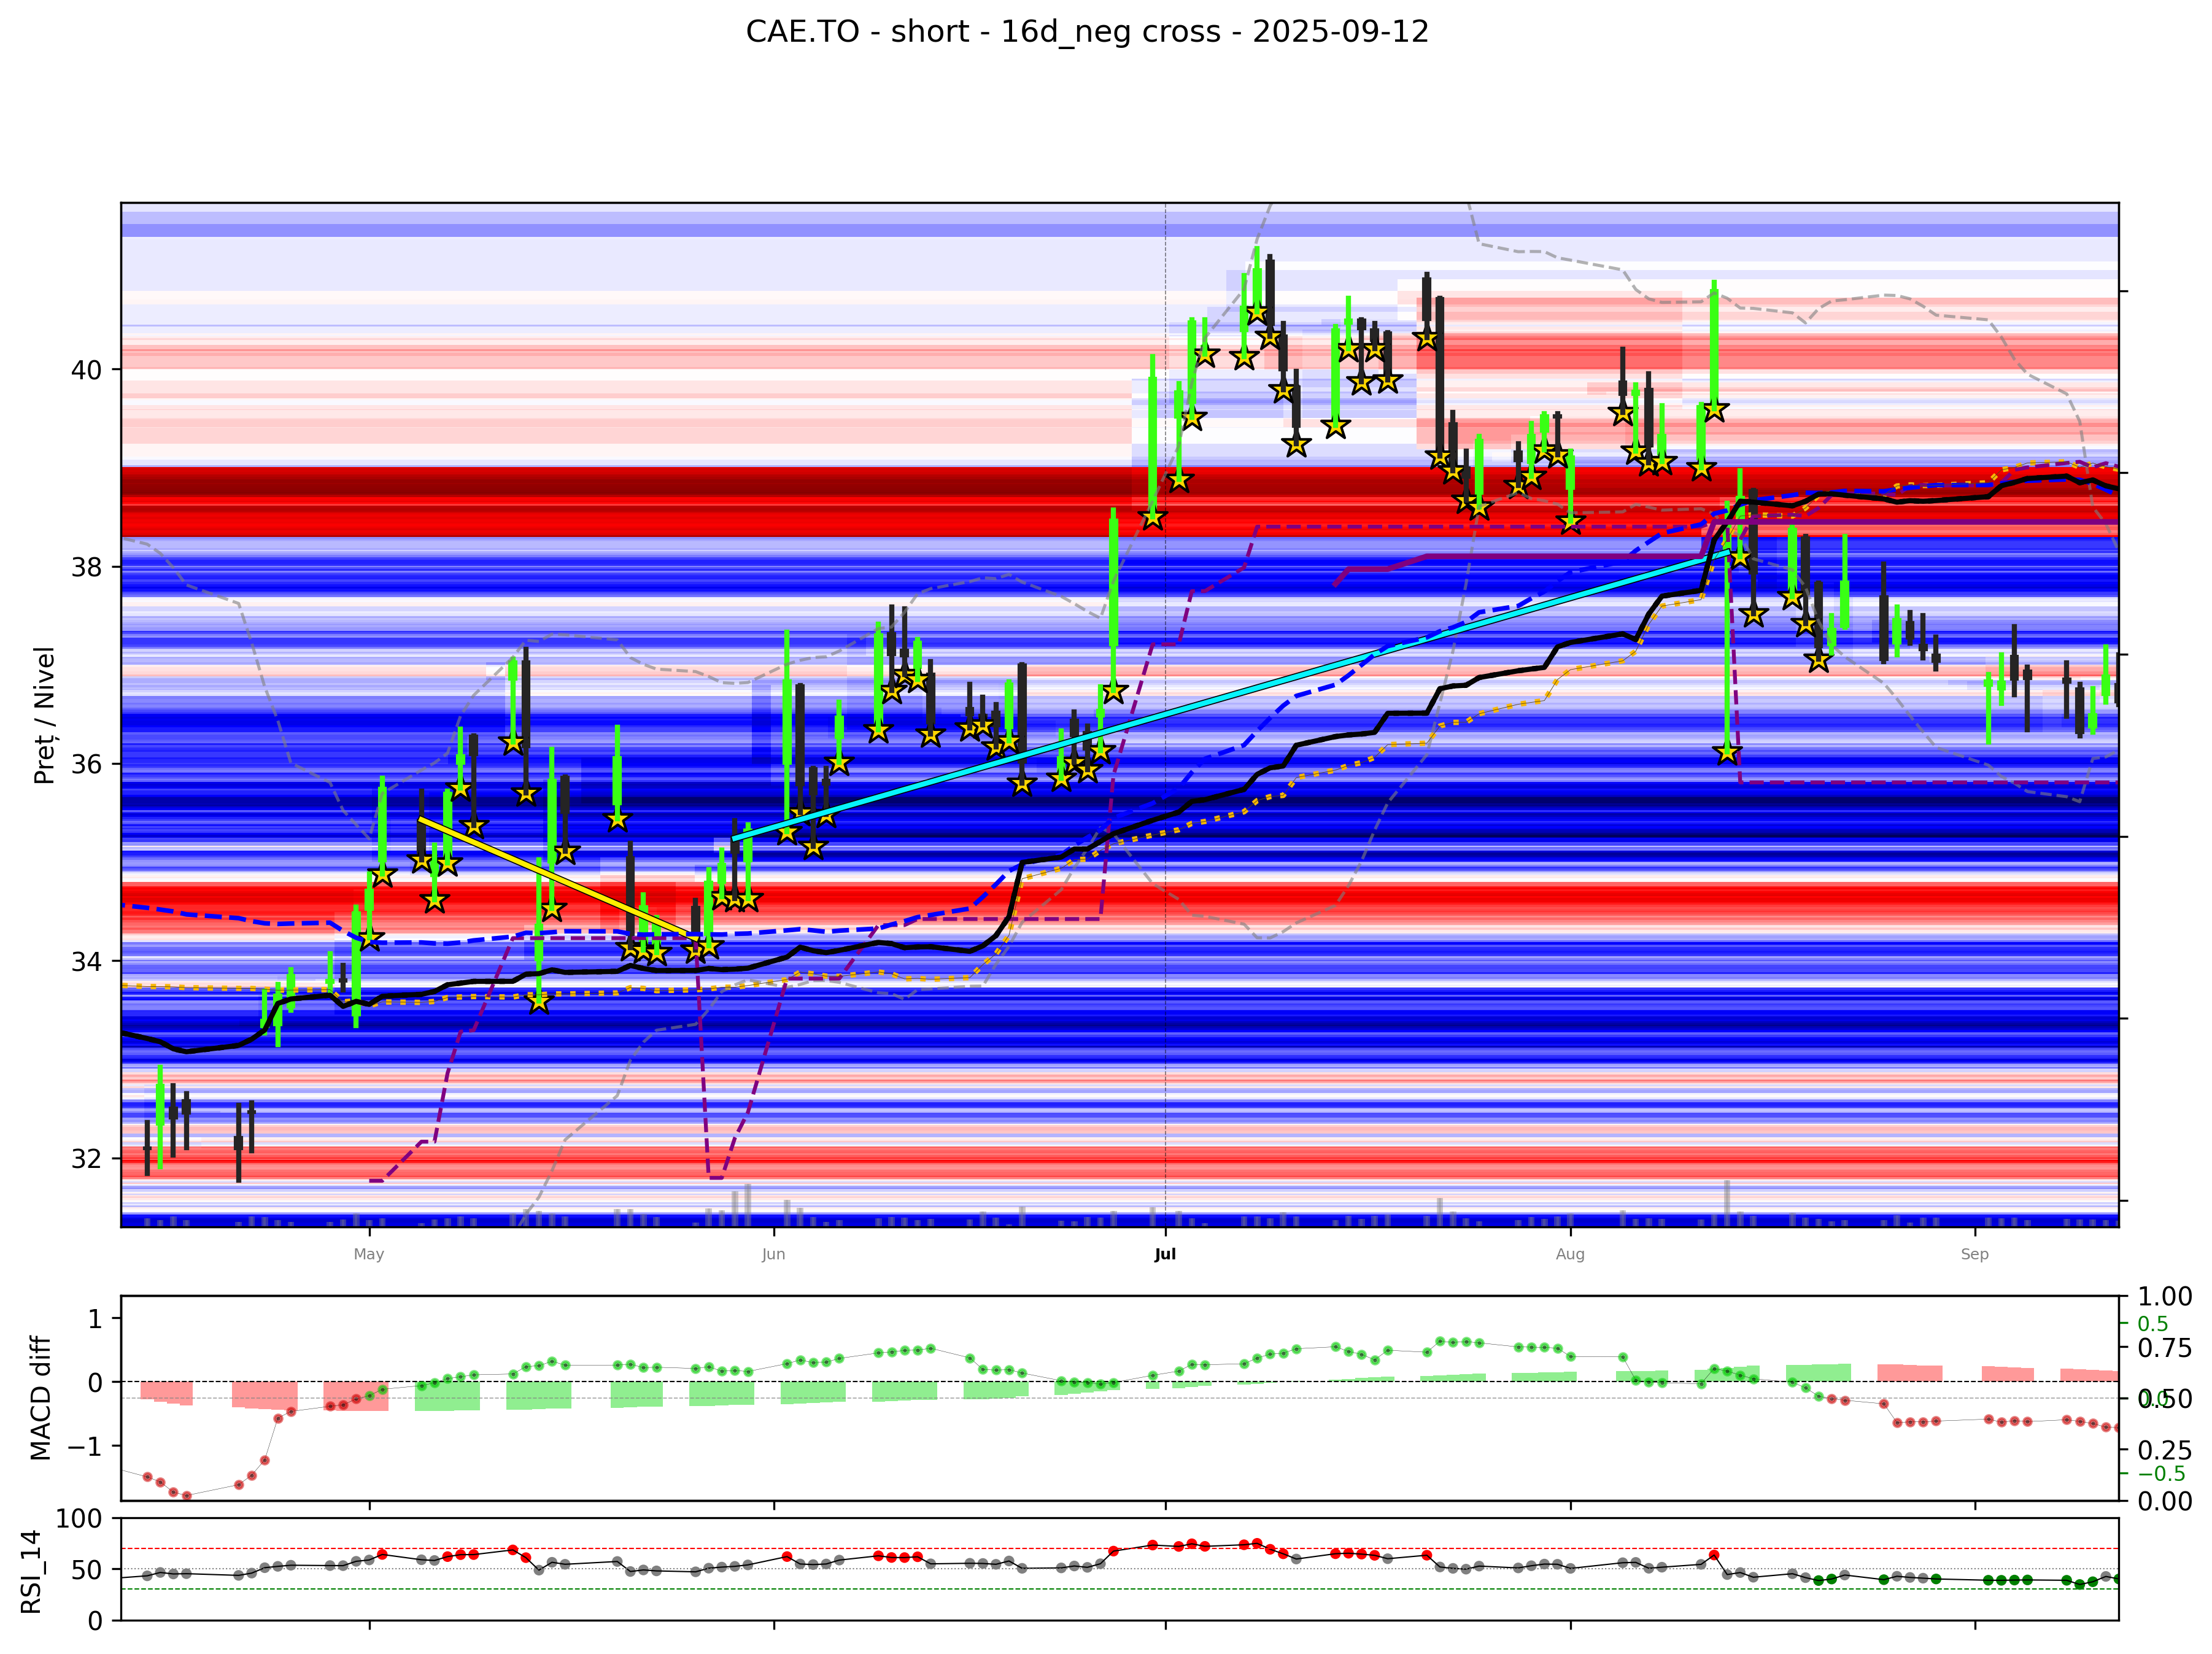 CAE.TO - short - 16d_neg cross - 2025-09-12
Preț / Nivel
40
38
36
34
32
May
Jun
Jul
Aug
Sep
MACD diff
1
0
−1
1.00
0.75
0.50
0.25
0.00
0.5
0.0
−0.5
RSI_14
100
50
0